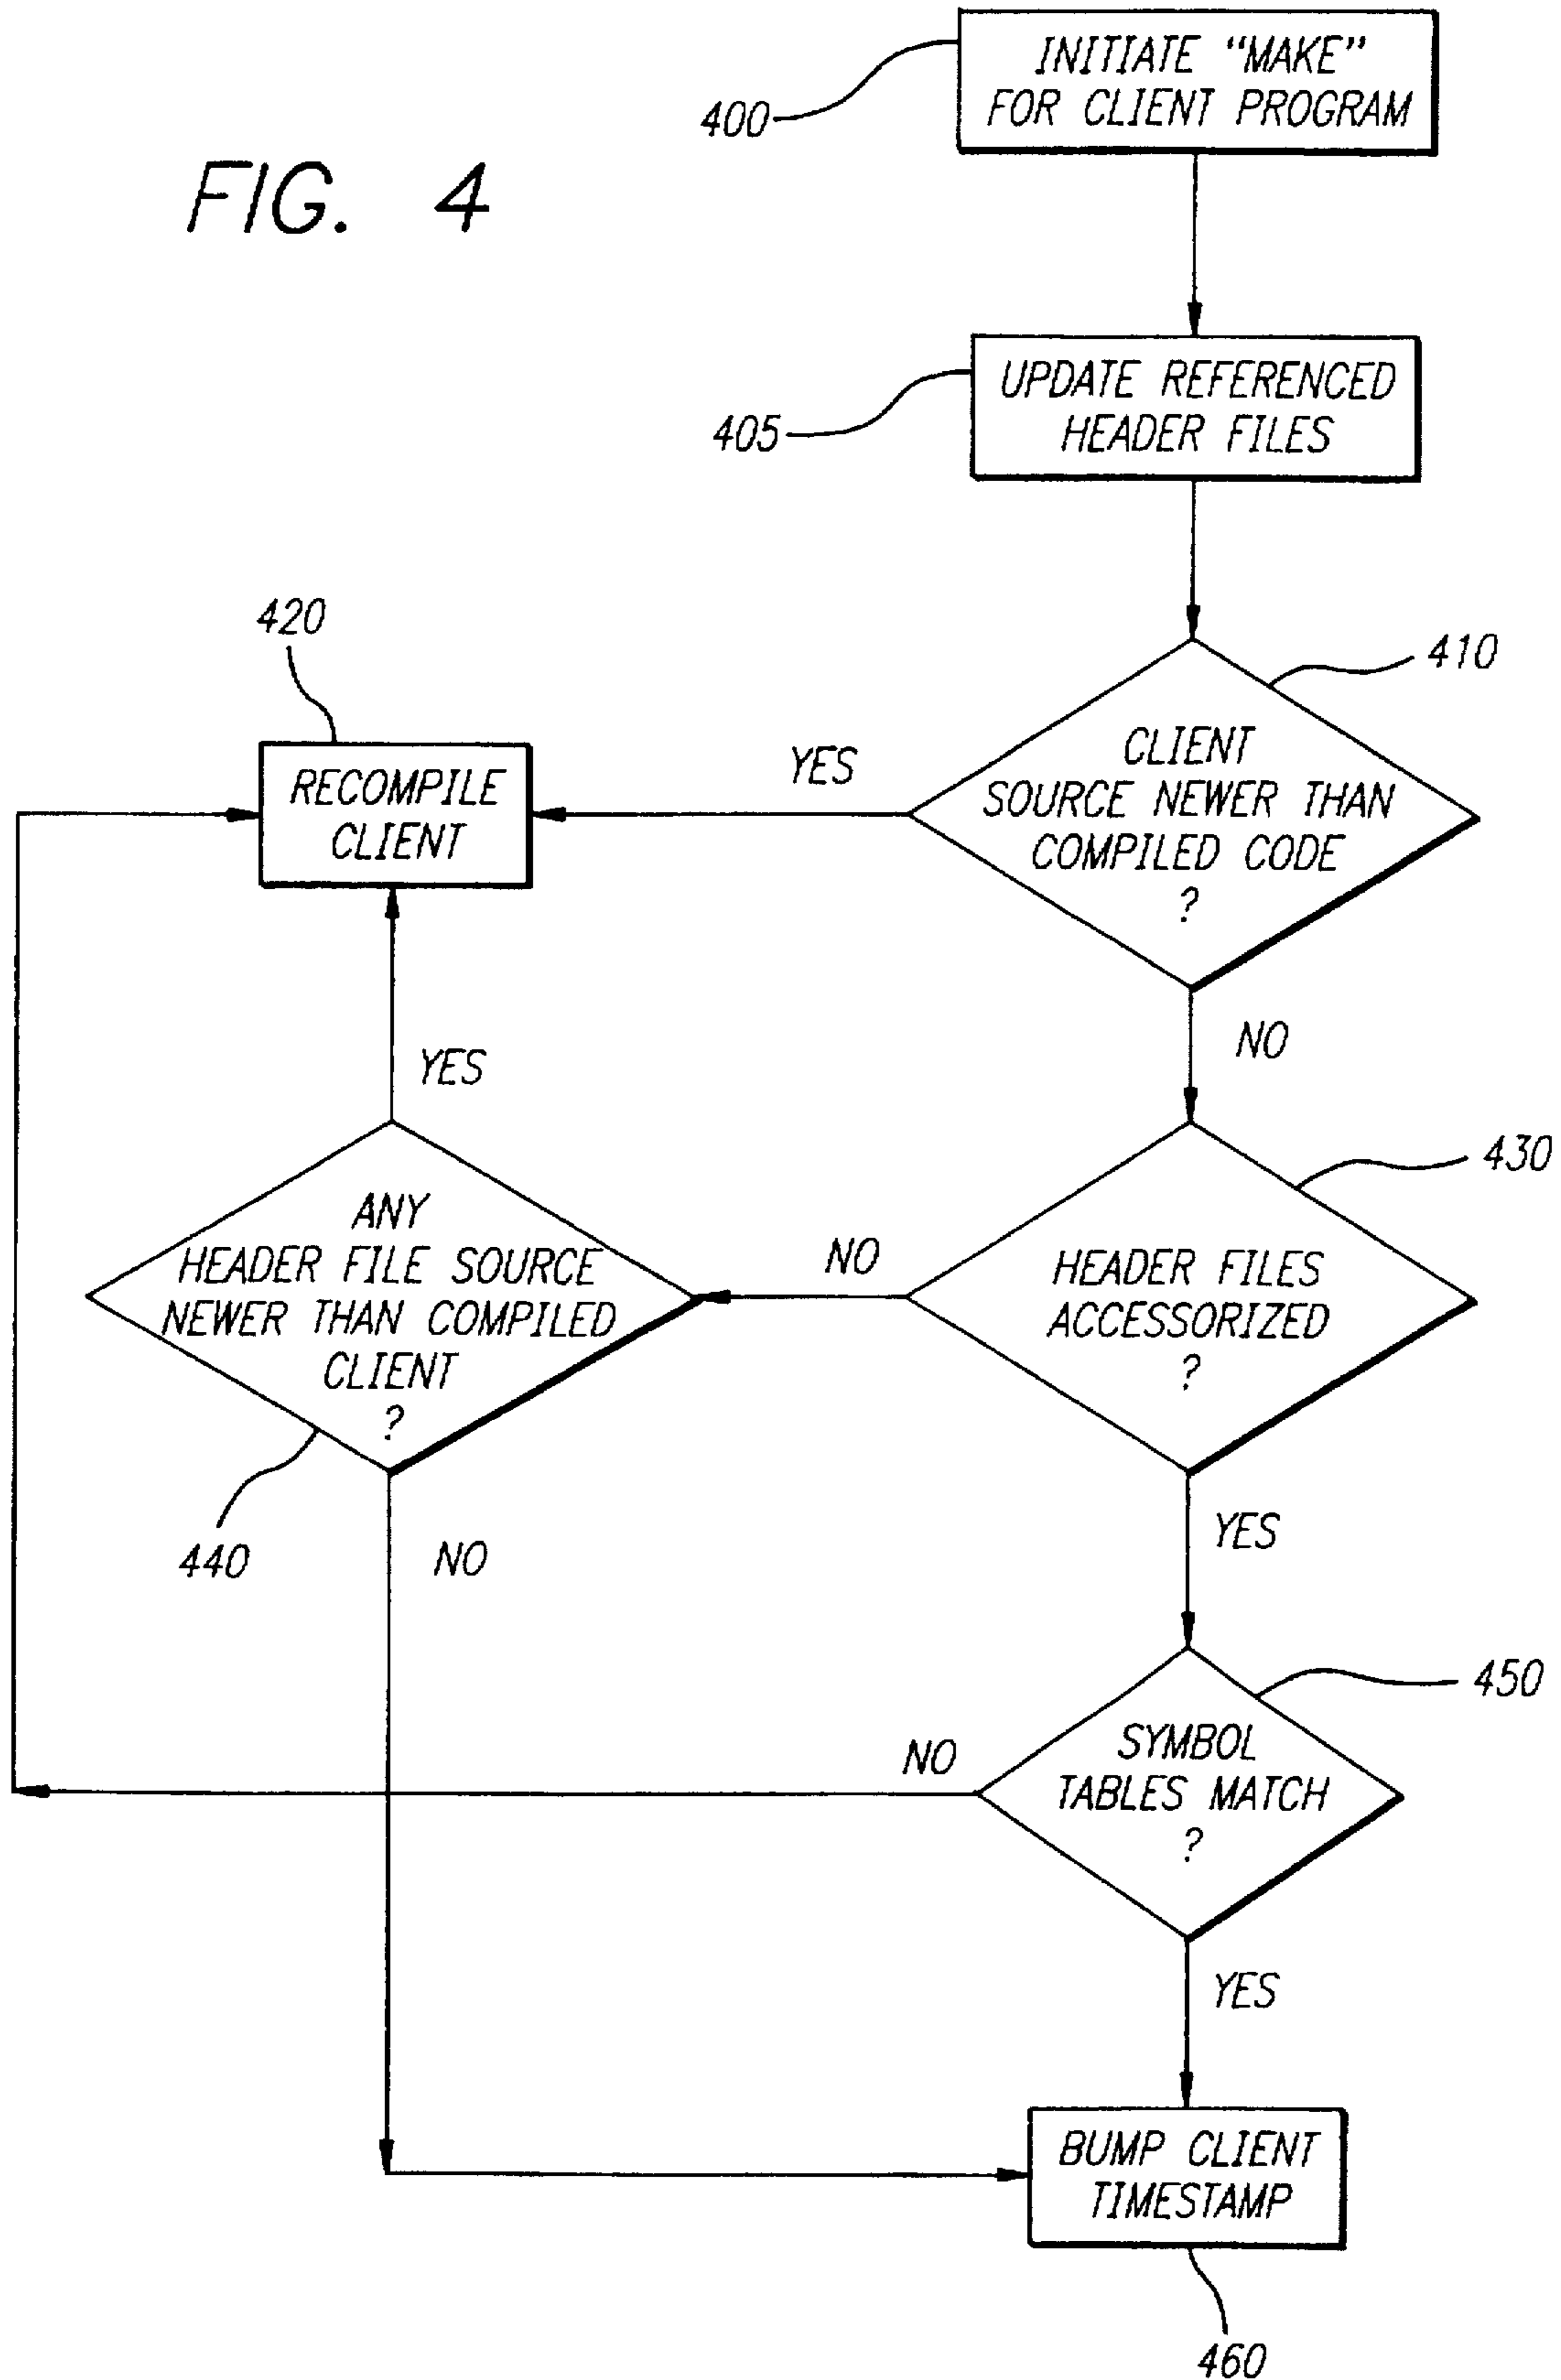 FIG. 4
INITIATE "MAKE"
FOR CLIENT PROGRAM
400
UPDATE REFERENCED
HEADER FILES
405
410
CLIENT
SOURCE NEWER THAN
COMPILED CODE
?
YES
420
RECOMPILE
CLIENT
NO
YES
430
HEADER FILES
ACCESSORIZED
?
NO
ANY
HEADER FILE SOURCE
NEWER THAN COMPILED
CLIENT
?
440
NO
YES
450
SYMBOL
TABLES MATCH
?
NO
YES
BUMP CLIENT
TIMESTAMP
460